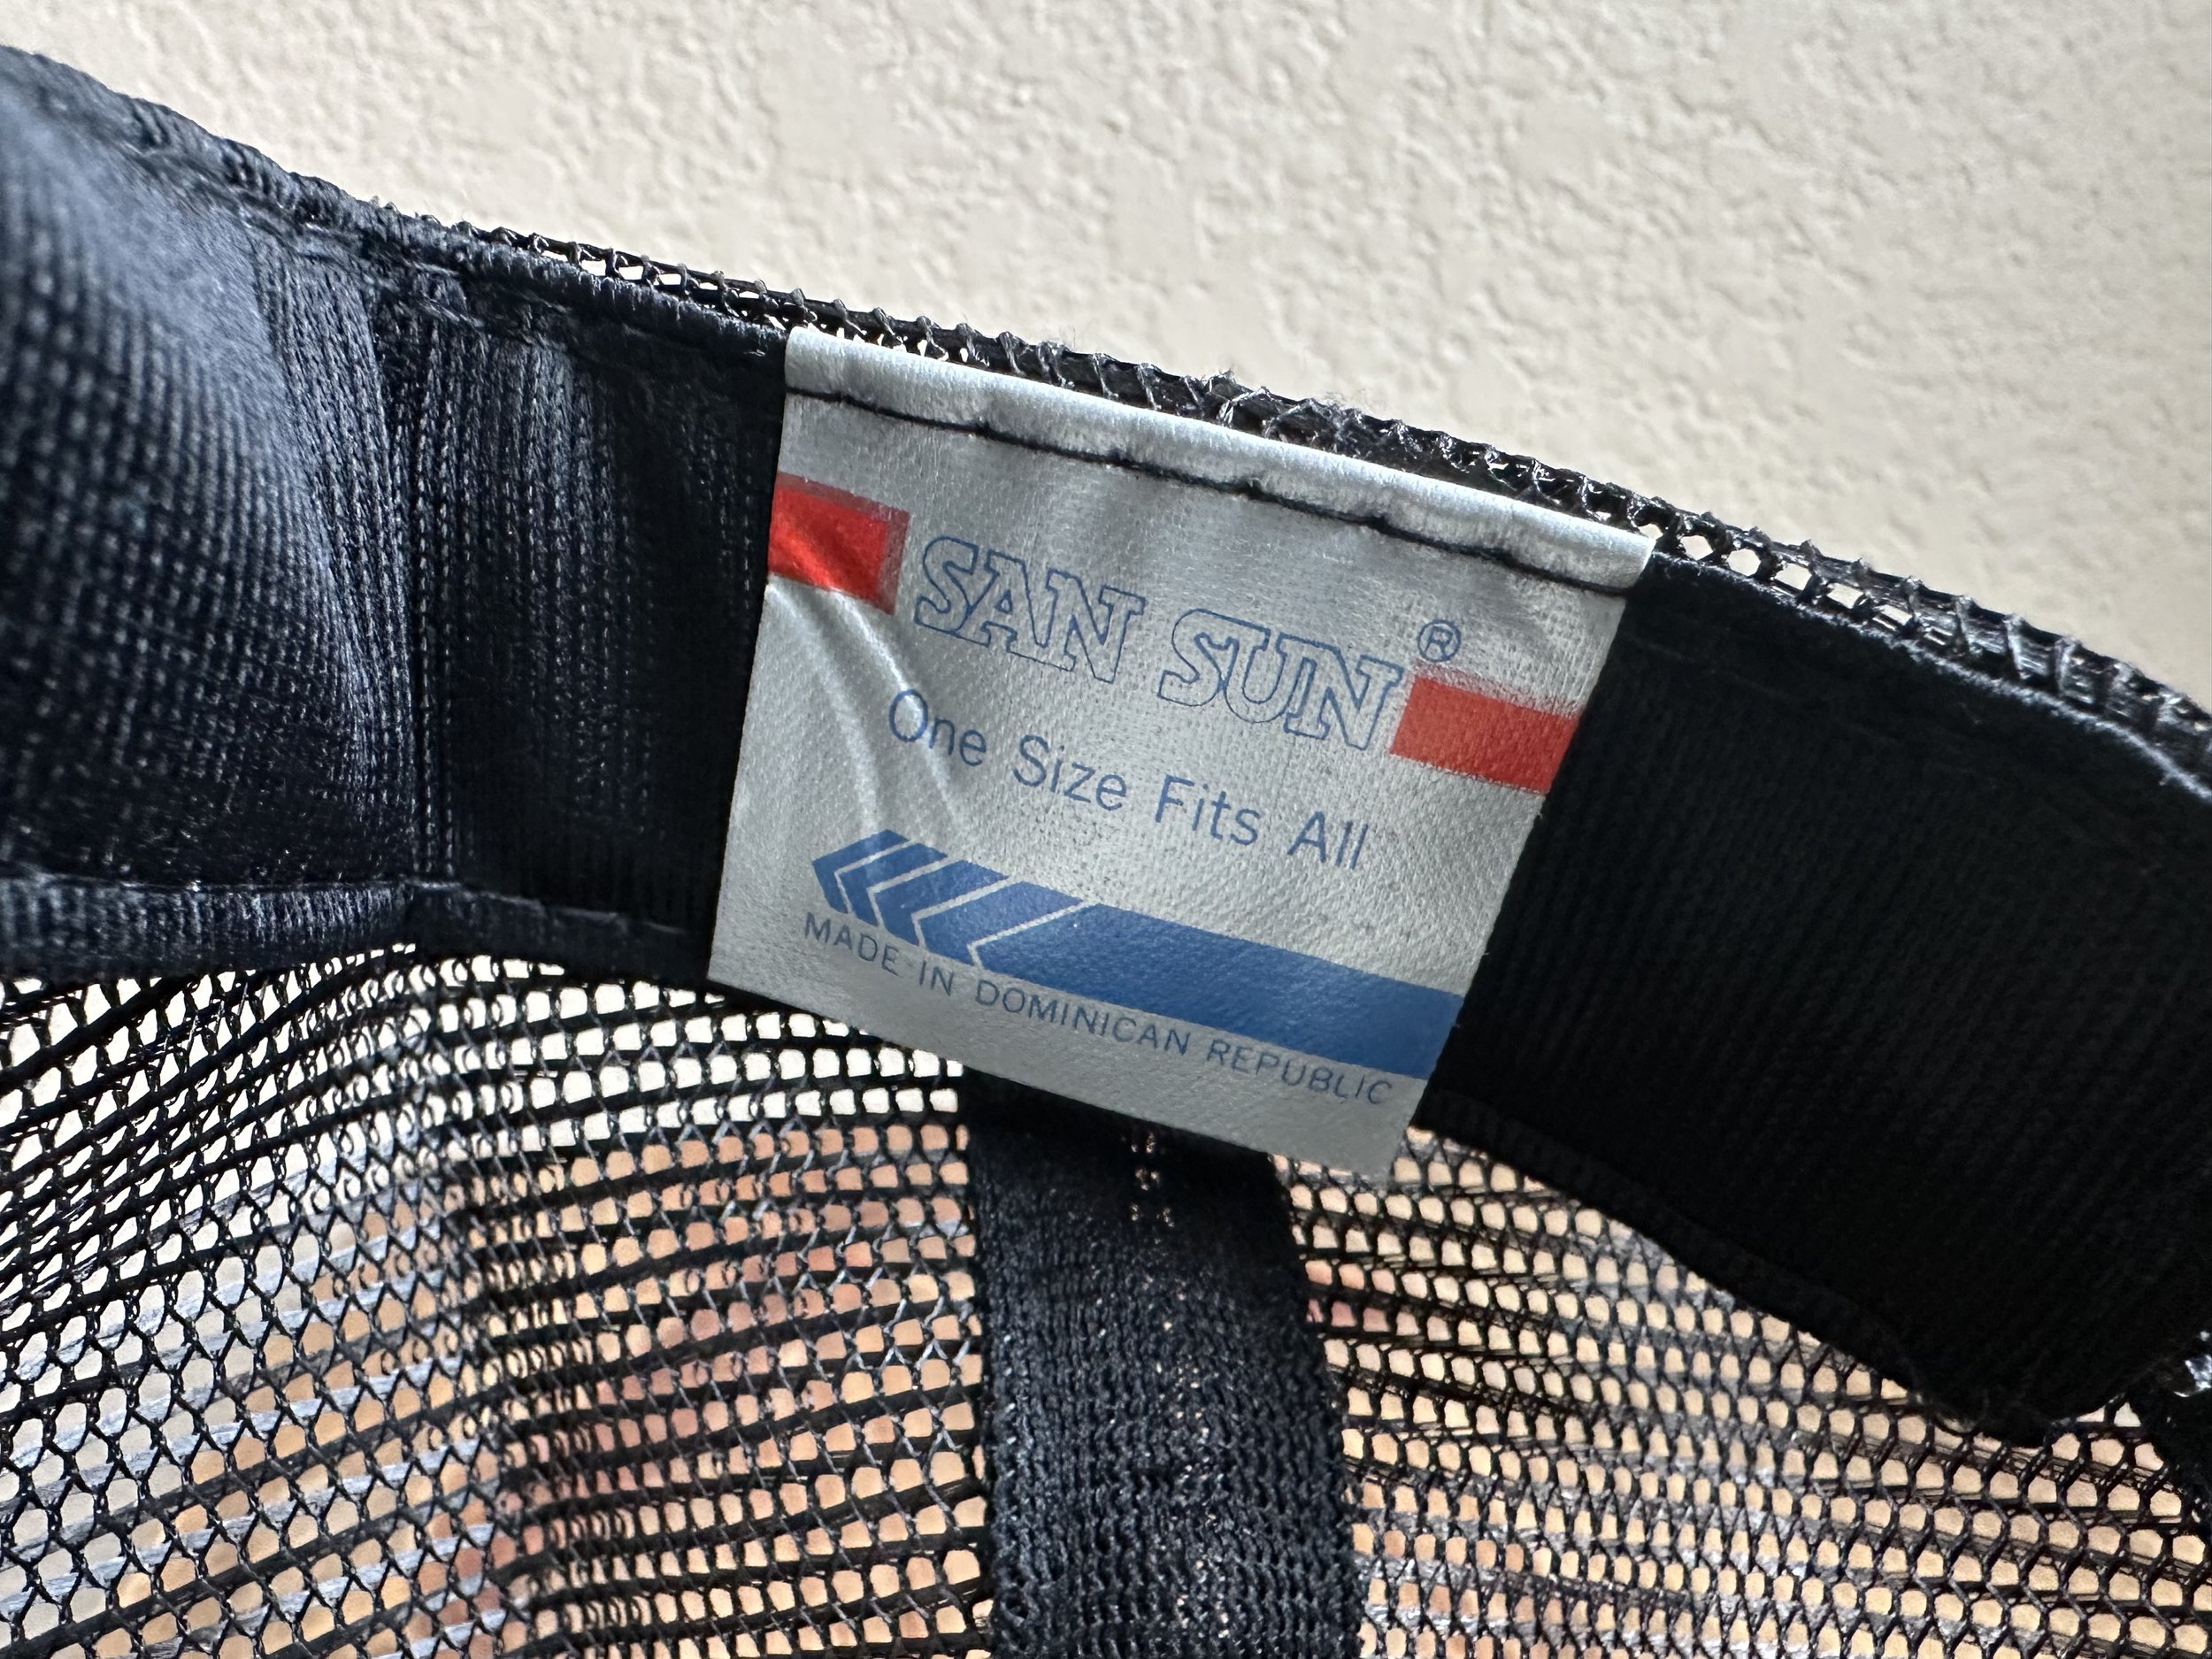 SAN SUN®
One Size Fits All
MADE IN DOMINICAN REPUBLIC